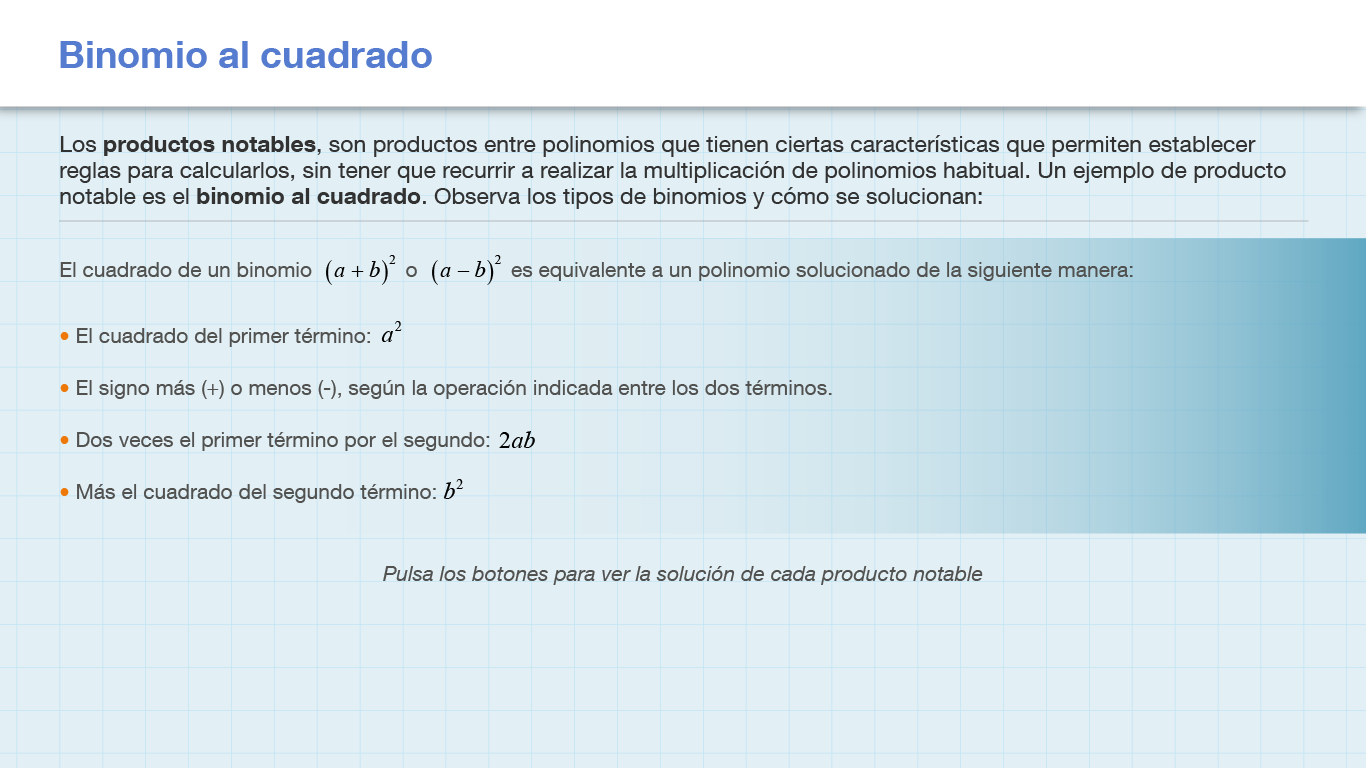 Binomio al cuadrado
Los productos notables, son productos entre polinomios que tienen ciertas características que permiten establecer
reglas para calcularlos, sin tener que recurrir a realizar la multiplicación de polinomios habitual. Un ejemplo de producto
notable es el binomio al cuadrado. Observa los tipos de binomios y cómo se solucionan:
El cuadrado de un binomio (a + b)² o (a – b)² es equivalente a un polinomio solucionado de la siguiente manera:
• El cuadrado del primer término: a²
• El signo más (+) o menos (-), según la operación indicada entre los dos términos.
• Dos veces el primer término por el segundo: 2ab
• Más el cuadrado del segundo término: b²
Pulsa los botones para ver la solución de cada producto notable